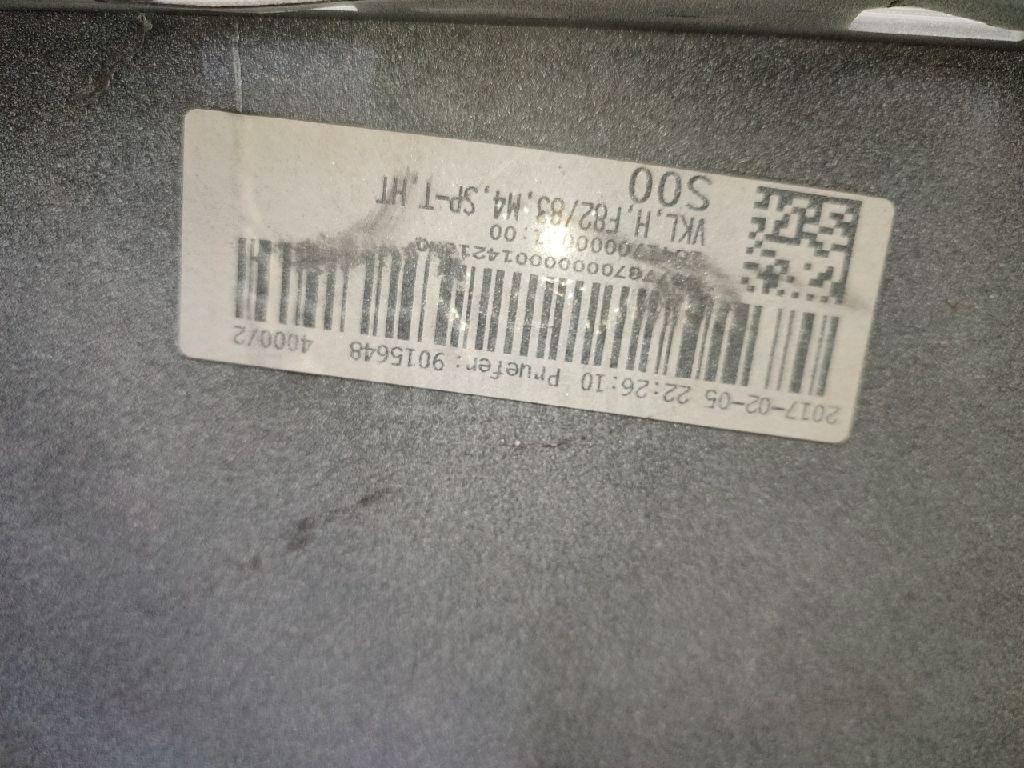 2017-02-05 22:26:10 Pruefer: 9015648 4000/2
VKL,H,F82/83,M4,SP-T,HT
S00